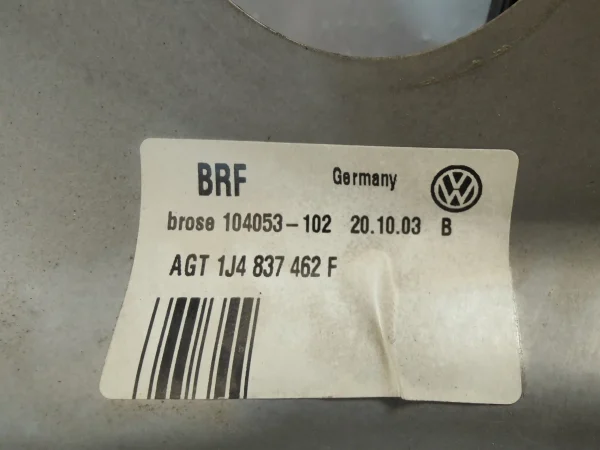 BRF Germany
brose 104053-102 20.10.03 B
AGT 1J4 837 462 F